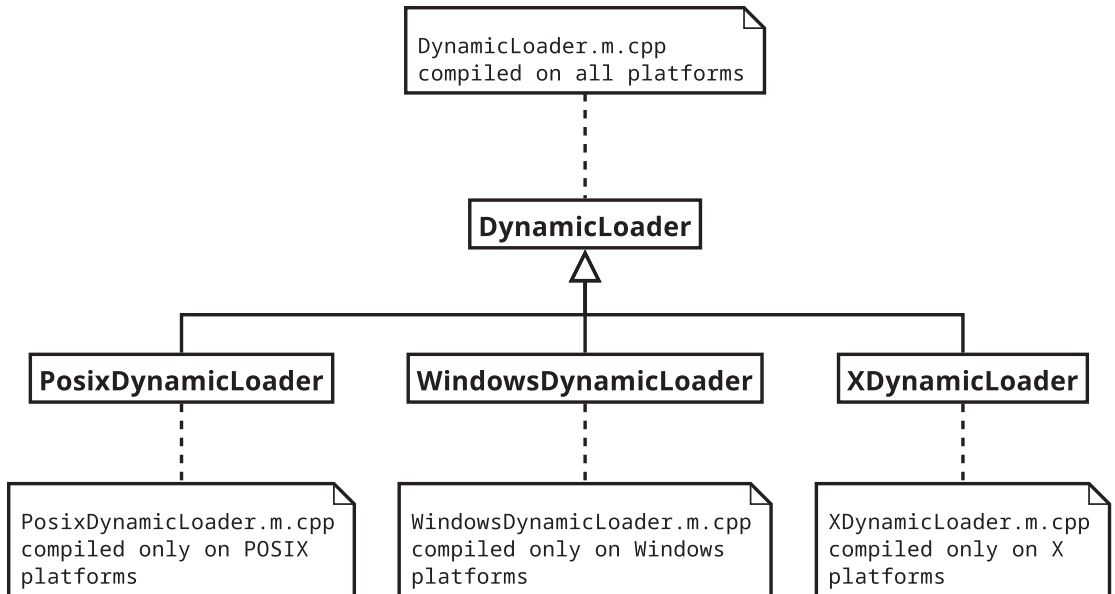 DynamicLoader.m.cpp
compiled on all platforms
DynamicLoader
PosixDynamicLoader
WindowsDynamicLoader
XDynamicLoader
PosixDynamicLoader.m.cpp
compiled only on POSIX
platforms
WindowsDynamicLoader.m.cpp
compiled only on Windows
platforms
XDynamicLoader.m.cpp
compiled only on X
platforms